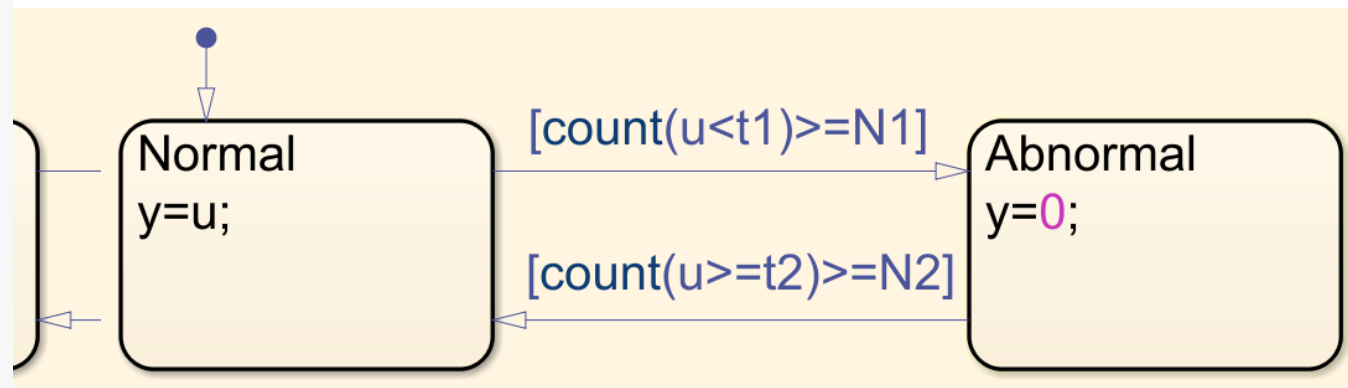 Normal
y=u;
[count(u<t1)>=N1]
[count(u>=t2)>=N2]
Abnormal
y=0;